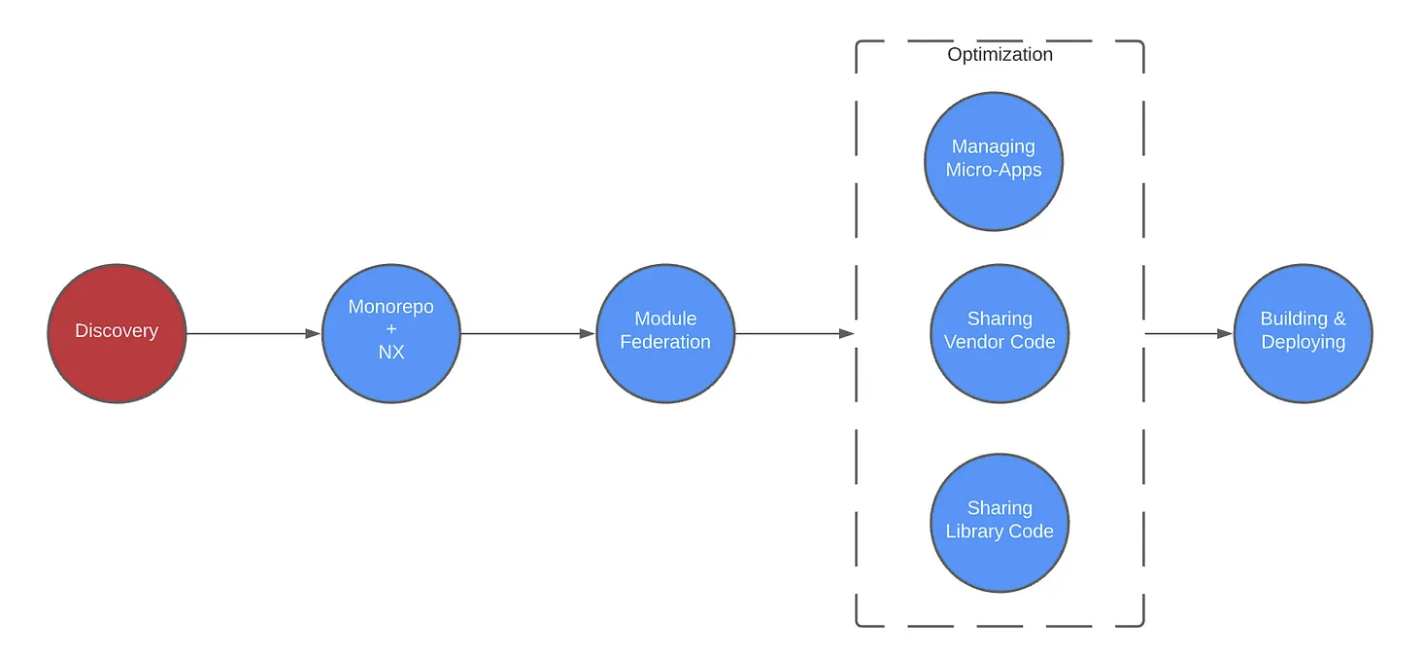 Discovery
Monorepo
+
NX
Module
Federation
Optimization
Managing
Micro-Apps
Sharing
Vendor Code
Sharing
Library Code
Building &
Deploying